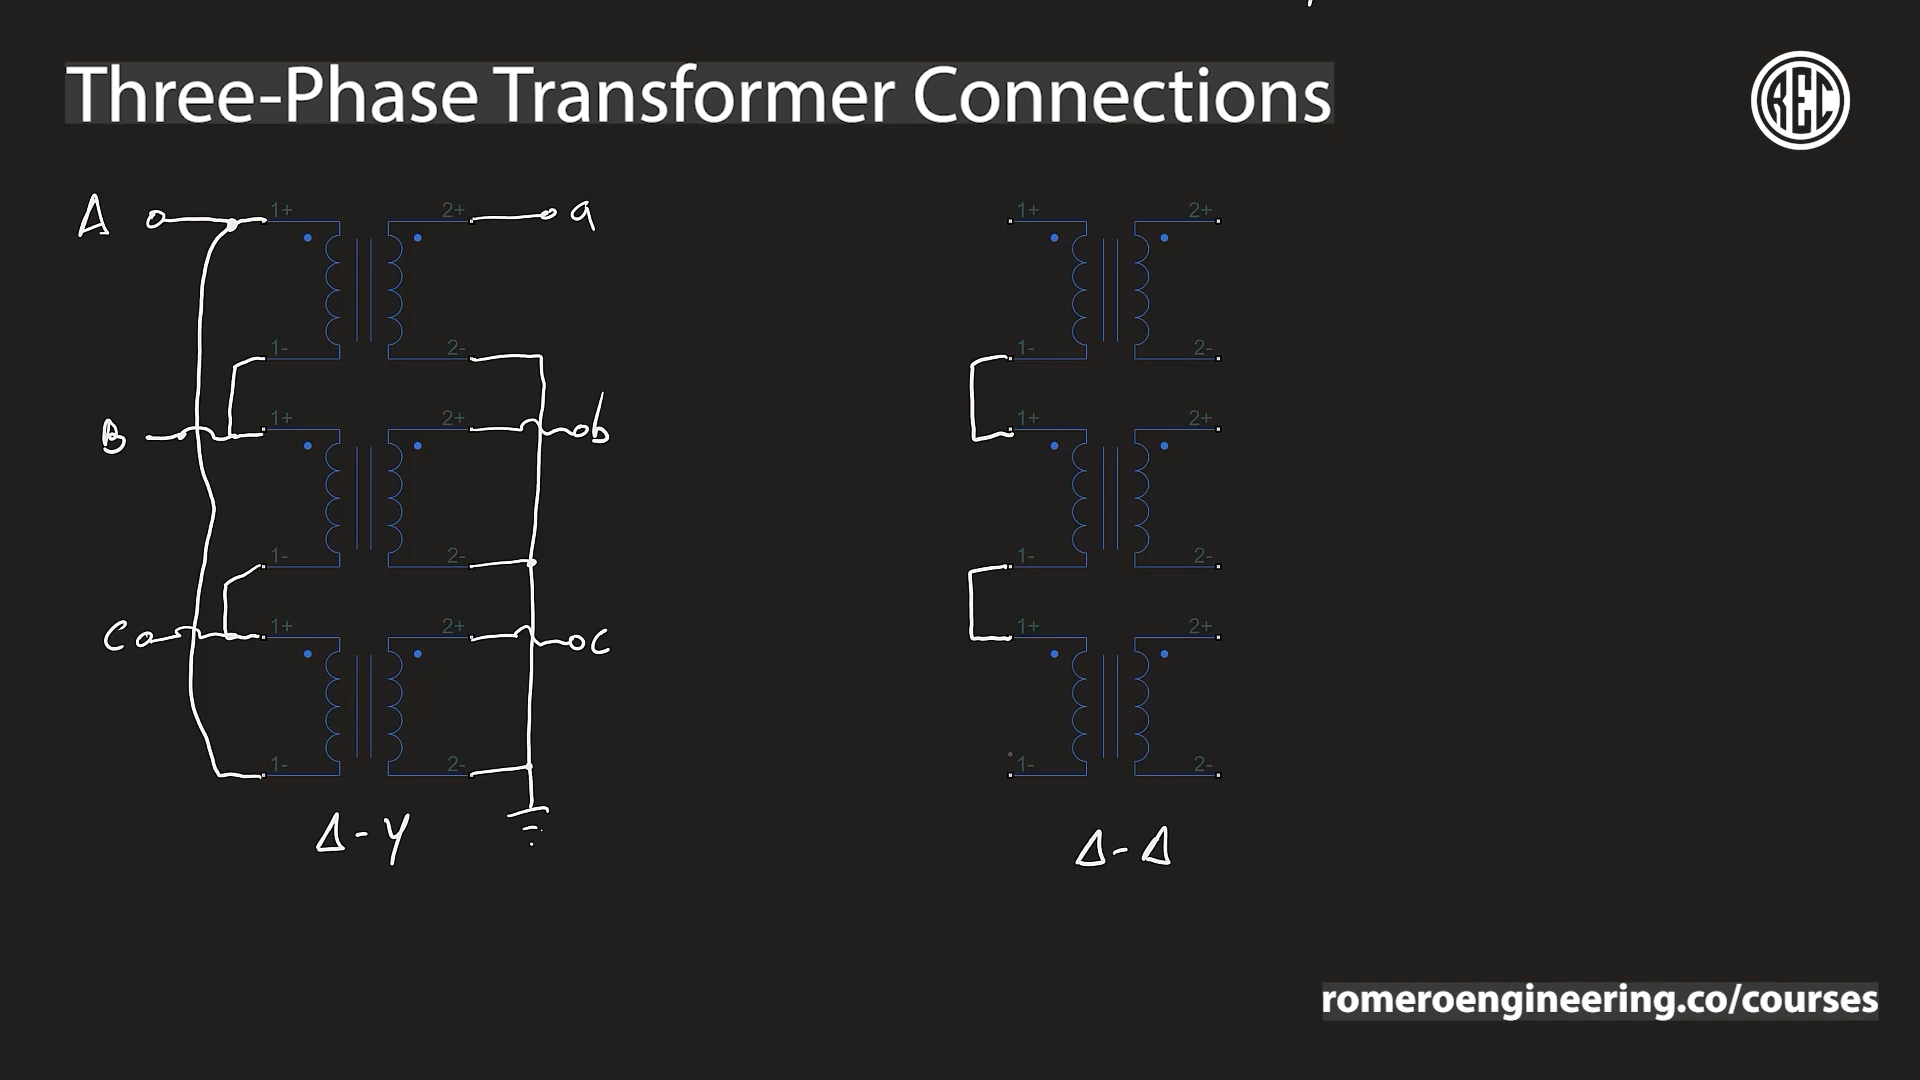 Three-Phase Transformer Connections
REC
A 1+ 2+ a
1- 2-
B 1+ 2+ b
1- 2-
C 1+ 2+ c
1- 2-
Δ-Y
1+ 2+
1- 2-
1+ 2+
1- 2-
1+ 2+
1- 2-
Δ-Δ
romeroengineering.co/courses